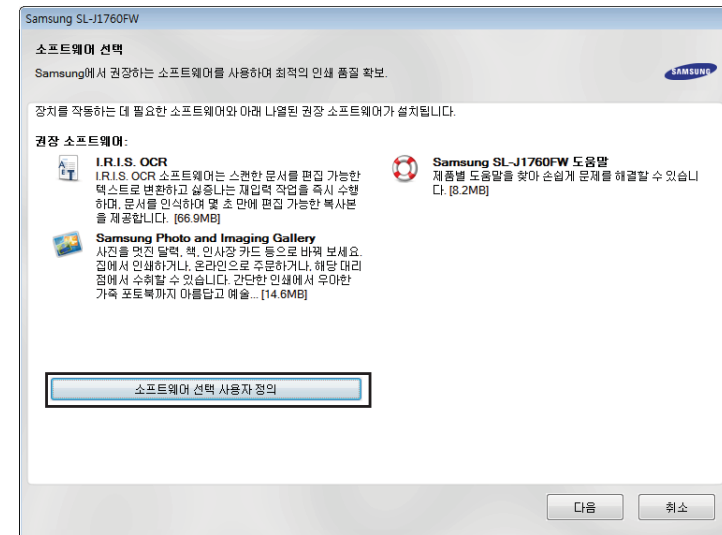 Samsung SL-J1760FW
소프트웨어 선택
Samsung에서 권장하는 소프트웨어를 사용하여 최적의 인쇄 품질 확보.
SAMSUNG
장치를 작동하는 데 필요한 소프트웨어와 아래 나열된 권장 소프트웨어가 설치됩니다.
권장 소프트웨어:
I.R.I.S. OCR
I.R.I.S. OCR 소프트웨어는 스캔한 문서를 편집 가능한
텍스트로 변환하고 싫증나는 재입력 작업을 즉시 수행
하며, 문서를 인식하여 몇 초 만에 편집 가능한 복사본
을 제공합니다. [66.9MB]
Samsung Photo and Imaging Gallery
사진을 멋진 달력, 책, 인사장 카드 등으로 바꿔 보세요.
집에서 인쇄하거나, 온라인으로 주문하거나, 해당 대리
점에서 수취할 수 있습니다. 간단한 인쇄에서 우아한
가죽 포토북까지 아름답고 예술... [14.6MB]
Samsung SL-J1760FW 도움말
제품별 도움말을 찾아 손쉽게 문제를 해결할 수 있습니
다. [8.2MB]
소프트웨어 선택 사용자 정의
다음
취소